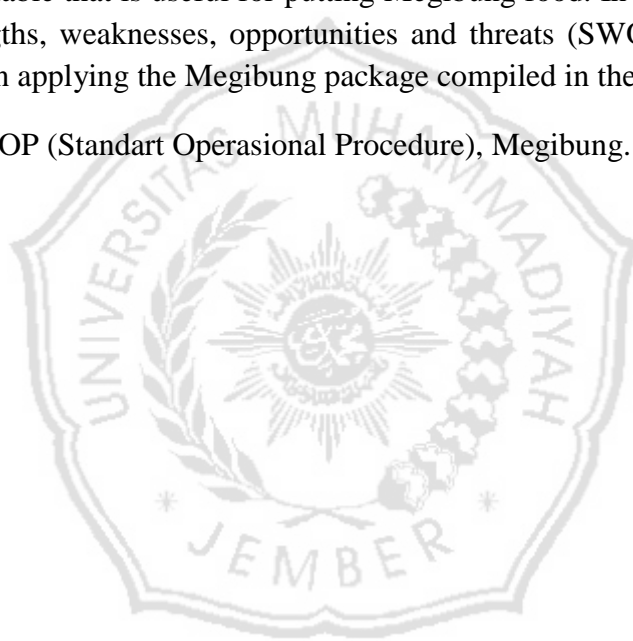 able that is useful for putting Megibung food. In
gths, weaknesses, opportunities and threats (SWO
n applying the Megibung package compiled in the
OP (Standart Operasional Procedure), Megibung.
UNIVERSITAS MUHAMMADIYAH
JEMBER